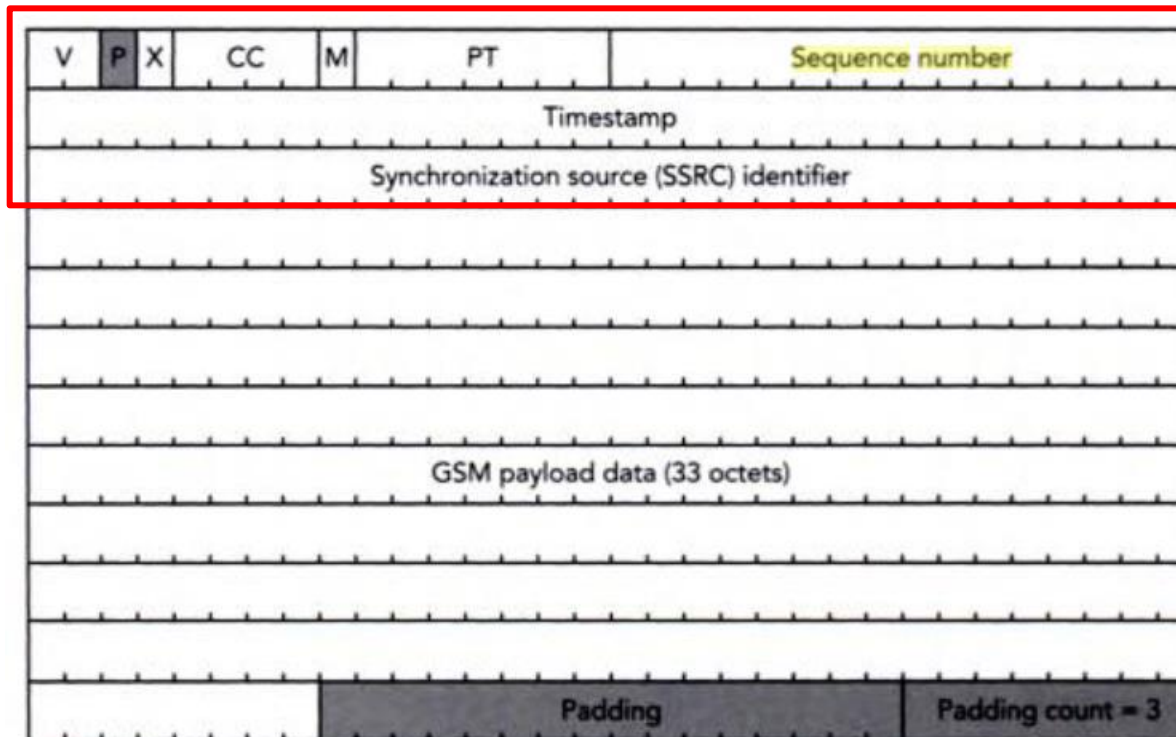 V P X CC M PT Sequence number
Timestamp
Synchronization source (SSRC) identifier
GSM payload data (33 octets)
Padding Padding count = 3